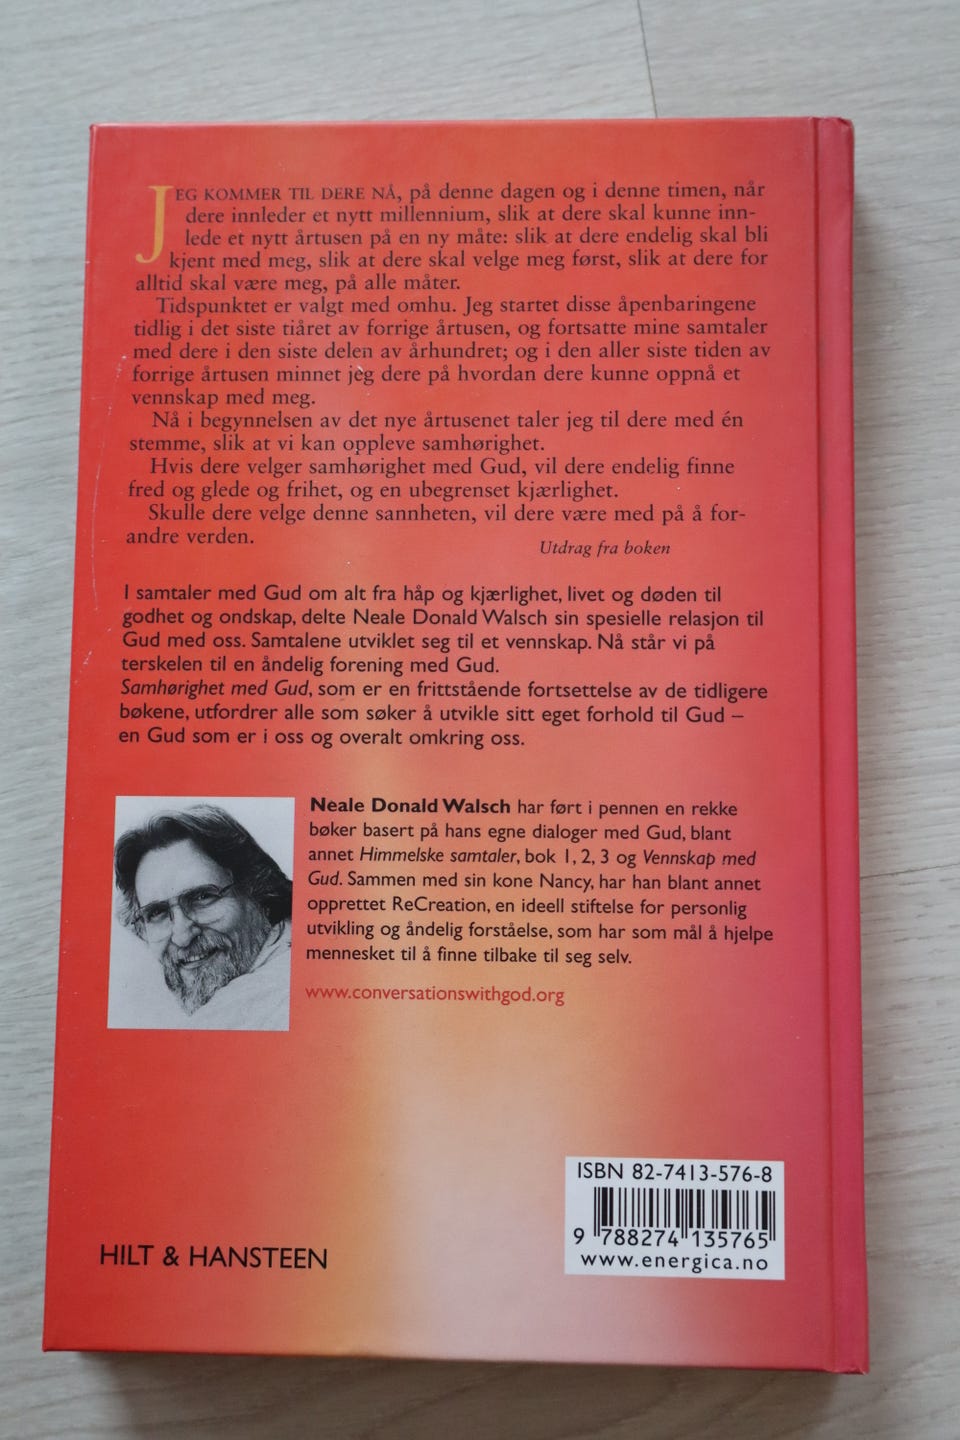 JEG KOMMER TIL DERE NÅ, på denne dagen og i denne timen, når
dere innleder et nytt millennium, slik at dere skal kunne inn-
lede et nytt årtusen på en ny måte: slik at dere endelig skal bli
kjent med meg, slik at dere skal velge meg først, slik at dere for
alltid skal være meg, på alle måter.
Tidspunktet er valgt med omhu. Jeg startet disse åpenbaringene
tidlig i det siste tiåret av forrige årtusen, og fortsatte mine samtaler
med dere i den siste delen av århundret; og i den aller siste tiden av
forrige årtusen minnet jeg dere på hvordan dere kunne oppnå et
vennskap med meg.
Nå i begynnelsen av det nye årtusenet taler jeg til dere med én
stemme, slik at vi kan oppleve samhørighet.
Hvis dere velger samhørighet med Gud, vil dere endelig finne
fred og glede og frihet, og en ubegrenset kjærlighet.
Skulle dere velge denne sannheten, vil dere være med på å for-
andre verden.
Utdrag fra boken
I samtaler med Gud om alt fra håp og kjærlighet, livet og døden til
godhet og ondskap, delte Neale Donald Walsch sin spesielle relasjon til
Gud med oss. Samtalene utviklet seg til et vennskap. Nå står vi på
terskelen til en åndelig forening med Gud.
Samhørighet med Gud, som er en frittstående fortsettelse av de tidligere
bøkene, utfordrer alle som søker å utvikle sitt eget forhold til Gud –
en Gud som er i oss og overalt omkring oss.
Neale Donald Walsch har ført i pennen en rekke
bøker basert på hans egne dialoger med Gud, blant
annet Himmelske samtaler, bok 1, 2, 3 og Vennskap med
Gud. Sammen med sin kone Nancy, har han blant annet
opprettet ReCreation, en ideell stiftelse for personlig
utvikling og åndelig forståelse, som har som mål å hjelpe
mennesket til å finne tilbake til seg selv.
www.conversationswithgod.org
ISBN 82-7413-576-8
9 788274 135765
www.energica.no
HILT & HANSTEEN